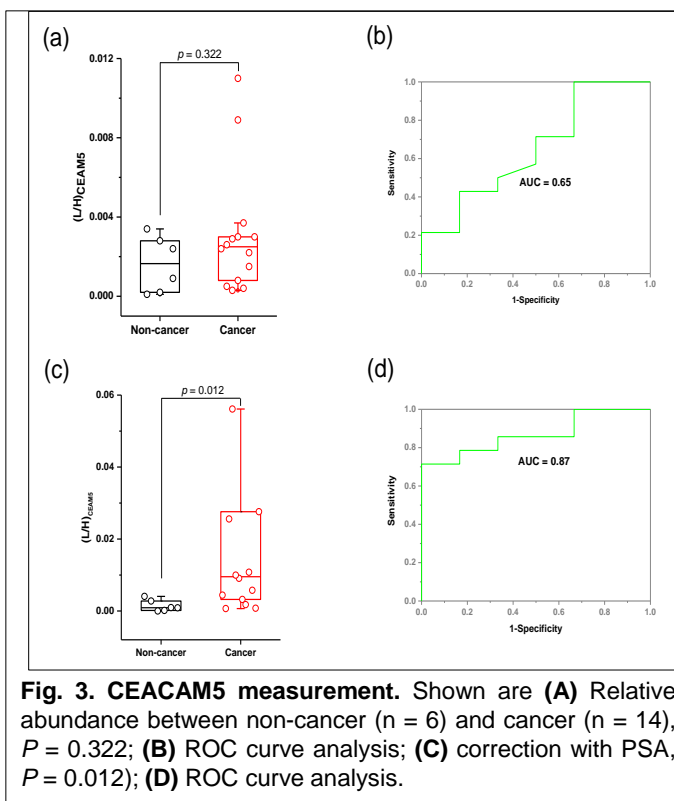 (a)
p = 0.322
0.012
0.008
0.004
0.000
(L/H)CEAM5
Non-cancer
Cancer
(b)
1.0
0.8
0.6
0.4
0.2
0.0
Sensitivity
AUC = 0.65
0.0 0.2 0.4 0.6 0.8 1.0
1-Specificity
(c)
p = 0.012
0.06
0.04
0.02
0.00
(L/H)CEAM5
Non-cancer
Cancer
(d)
1.0
0.8
0.6
0.4
0.2
0.0
Sensitivity
AUC = 0.87
0.0 0.2 0.4 0.6 0.8 1.0
1-Specificity
Fig. 3. CEACAM5 measurement. Shown are (A) Relative
abundance between non-cancer (n = 6) and cancer (n = 14),
P = 0.322; (B) ROC curve analysis; (C) correction with PSA,
P = 0.012); (D) ROC curve analysis.